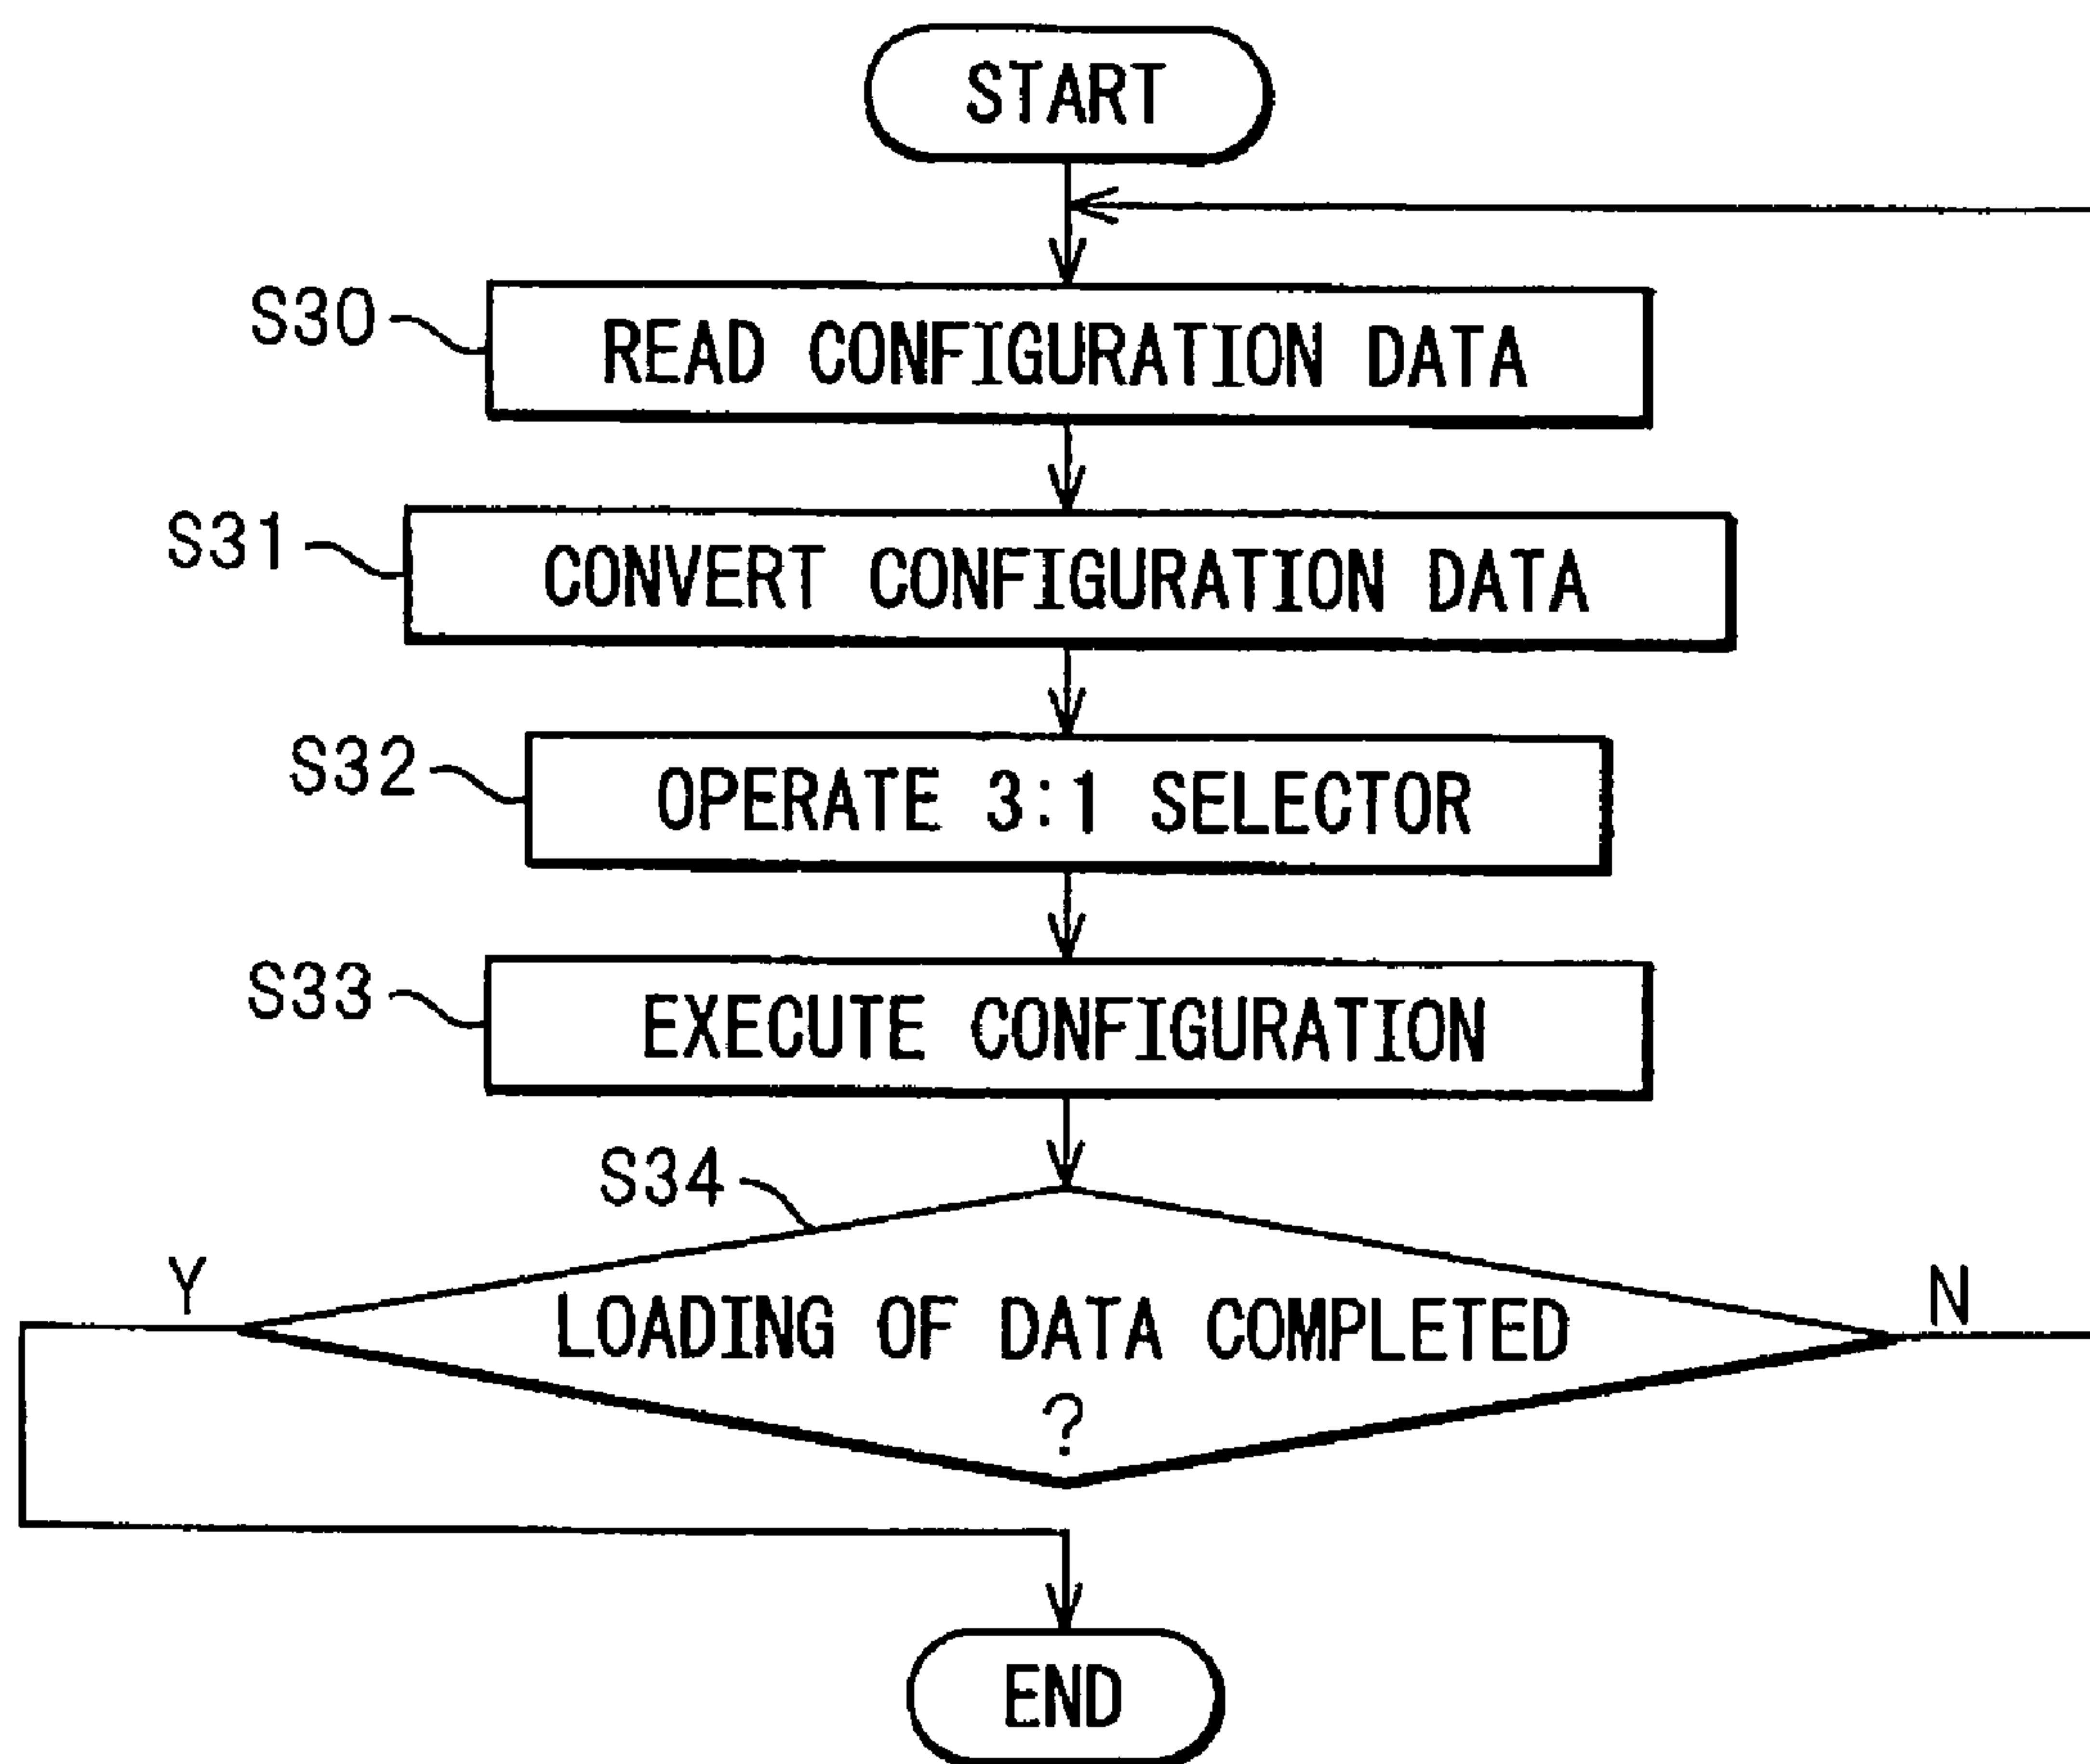 START
S30
READ CONFIGURATION DATA
S31
CONVERT CONFIGURATION DATA
S32
OPERATE 3:1 SELECTOR
S33
EXECUTE CONFIGURATION
S34
Y
LOADING OF DATA COMPLETED
?
N
END